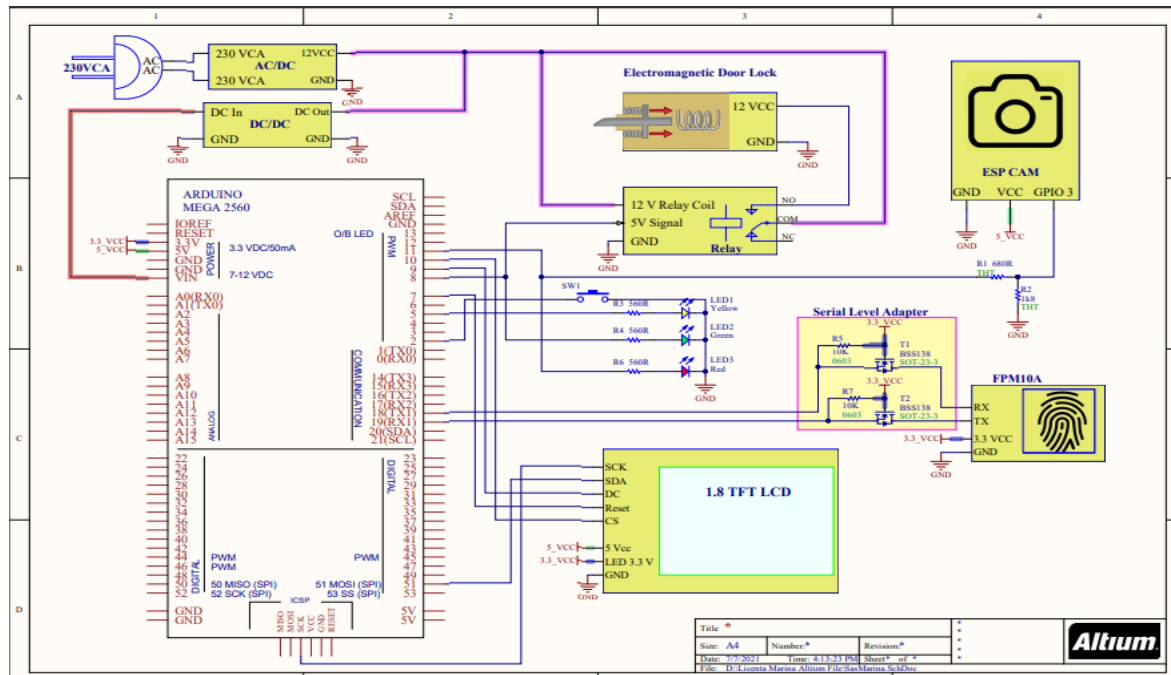 1 2 3 4
A
B
C
D
230VCA
AC
AC
230 VCA 12VCC
AC/DC
230 VCA GND
GND
DC In DC Out
DC/DC
GND GND
GND
GND
Electromagnetic Door Lock
12 VCC
GND
GND
12 V Relay Coil
5V Signal
GND
Relay
NO
COM
NC
GND
ESP CAM
GND VCC GPIO 3
GND
5_VCC
R1 680R
THT
R2
1k8
THT
GND
ARDUINO
MEGA 2560
IOREF
RESET
3.3V
5V
GND
GND
VIN
3.3_VCC
5_VCC
POWER
3.3 VDC/50mA
7-12 VDC
A0(RX0)
A1(TX0)
A2
A3
A4
A5
A6
A7
A8
A9
A10
A11
A12
A13
A14
A15
ANALOG
22
24
26
28
30
32
34
36
38
40
42
44
46
48
50
52
GND
GND
DIGITAL
PWM
PWM
50 MISO (SPI)
52 SCK (SPI)
51 MOSI (SPI)
53 SS (SPI)
ICSP
MISO
MOSI
SCK
VCC
GND
RESET
SCL
SDA
AREF
GND
13
12
11
10
9
8
7
6
5
4
3
2
1(TX0)
0(RX0)
O/B LED
PWM
14(TX3)
15(RX3)
16(TX2)
17(RX2)
18(TX1)
19(RX1)
20(SDA)
21(SCL)
COMMUNICATION
23
25
27
29
31
33
35
37
39
41
43
45
47
49
51
53
5V
5V
DIGITAL
PWM
SW1
R3 560R
LED1
Yellow
R4 560R
LED2
Green
R6 560R
LED3
Red
GND
Serial Level Adapter
3.3_VCC
R5
10K
0603
T1
BSS138
SOT-23-3
3.3_VCC
R7
10K
0603
T2
BSS138
SOT-23-3
FPM10A
RX
TX
3.3 VCC
GND
3.3_VCC
GND
SCK
SDA
DC
Reset
CS
5 Vcc
LED 3.3 V
GND
5_VCC
3.3_VCC
GND
1.8 TFT LCD
Title *
Size: A4 Number:* Revision:*
Date: 7/7/2021 Time: 4:13:23 PM Sheet* of *
File: D:\Licenta Marina Altium File\SasMarina.SchDoc
*
*
*
*
*
Altium